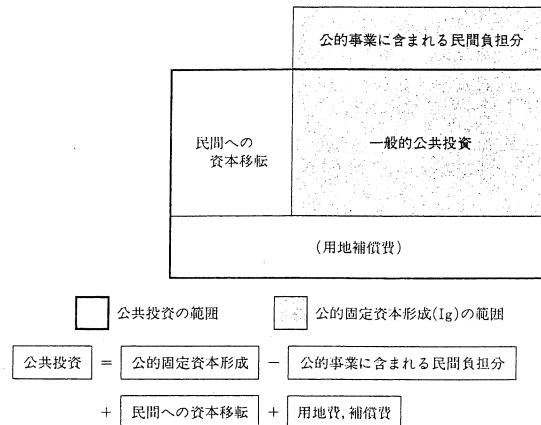 公的事業に含まれる民間負担分
民間への
資本移転
一般的公共投資
(用地補償費)
公共投資の範囲
公的固定資本形成(Ig)の範囲
公共投資 = 公的固定資本形成 − 公的事業に含まれる民間負担分
+ 民間への資本移転 + 用地費,補償費